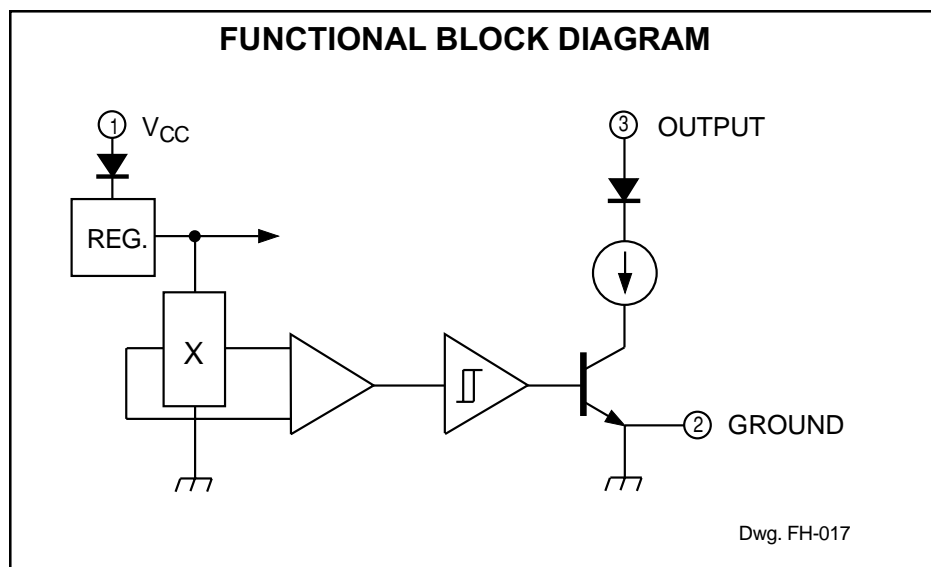 FUNCTIONAL BLOCK DIAGRAM
1 VCC
3 OUTPUT
REG.
X
2 GROUND
Dwg. FH-017